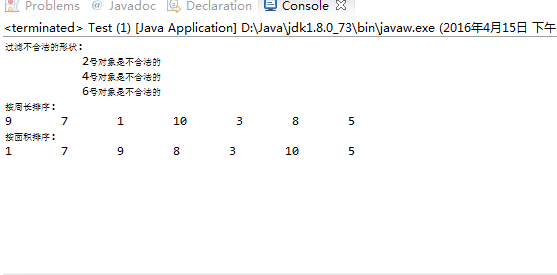 Problems @ Javadoc Declaration Console
<terminated> Test (1) [Java Application] D:\Java\jdk1.8.0_73\bin\javaw.exe (2016年4月15日 下午
过滤不合法的形状：
2号对象是不合法的
4号对象是不合法的
6号对象是不合法的
按周长排序：
9 7 1 10 3 8 5
按面积排序：
1 7 9 8 3 10 5